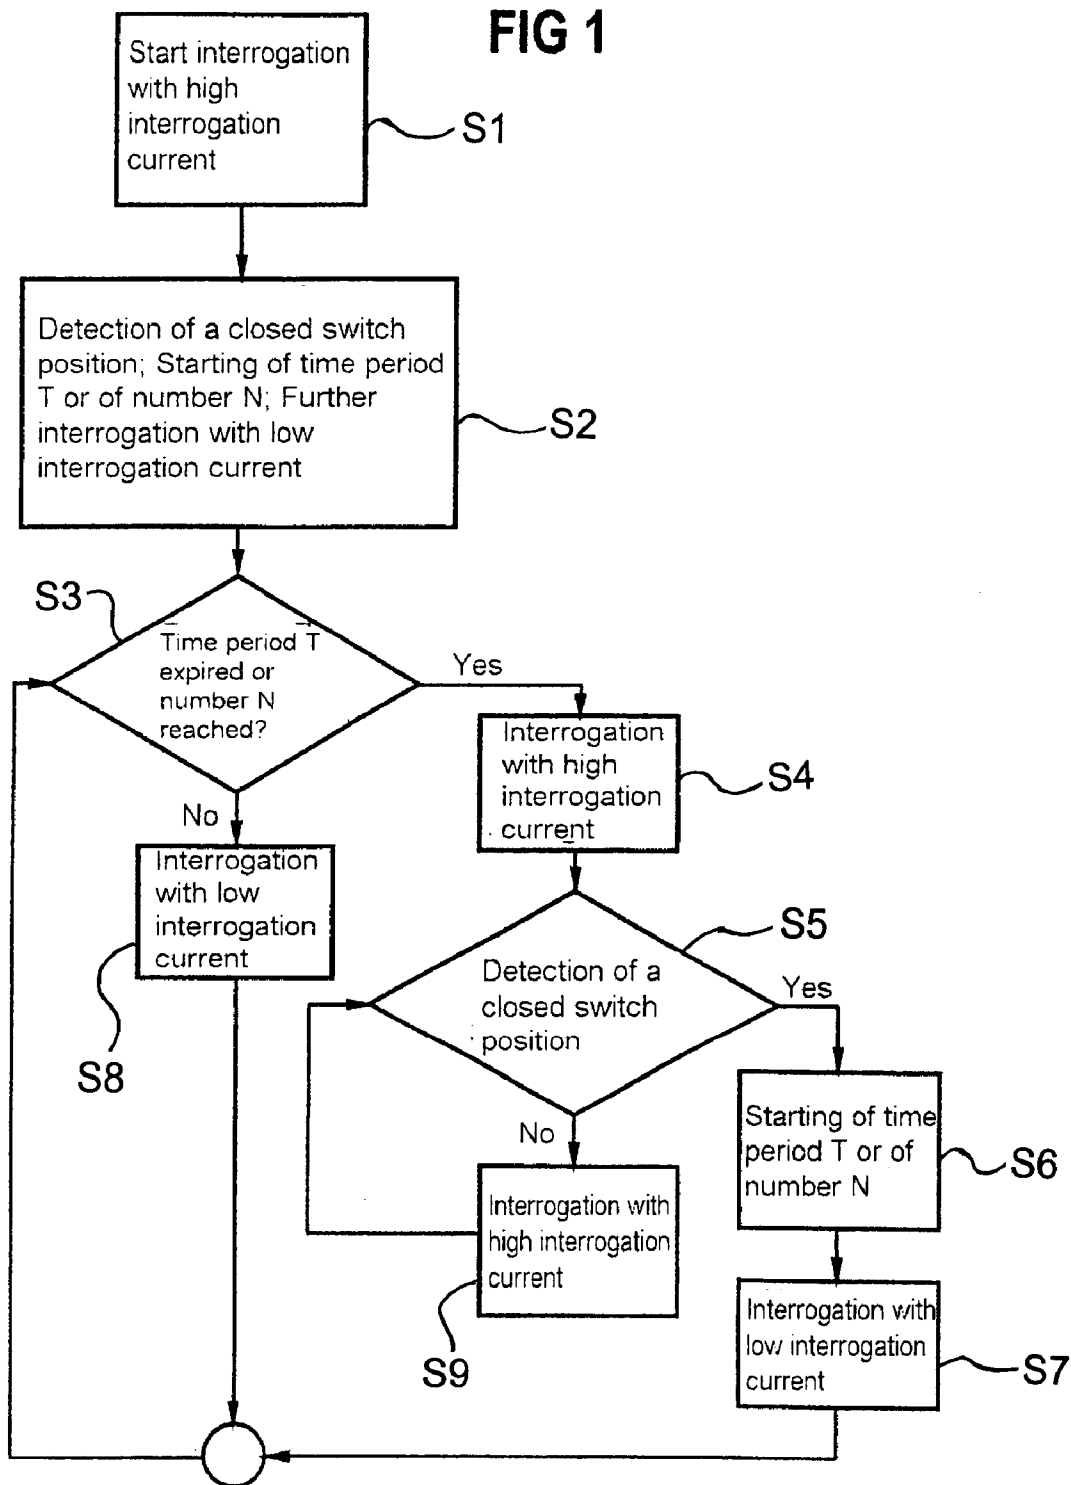 FIG 1
Start interrogation
with high
interrogation
current
S1
Detection of a closed switch
position; Starting of time period
T or of number N; Further
interrogation with low
interrogation current
S2
S3
Time period T
expired or
number N
reached?
Yes
No
Interrogation
with high
interrogation
current
S4
Interrogation
with low
interrogation
current
S8
S5
Detection of a
closed switch
position
Yes
No
Starting of time
period T or of
number N
S6
Interrogation with
high interrogation
current
S9
Interrogation with
low interrogation
current
S7